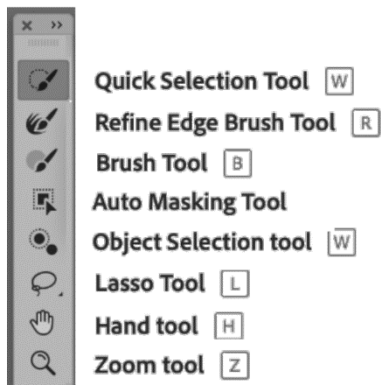 Quick Selection Tool W
Refine Edge Brush Tool R
Brush Tool B
Auto Masking Tool
Object Selection tool W
Lasso Tool L
Hand tool H
Zoom tool Z